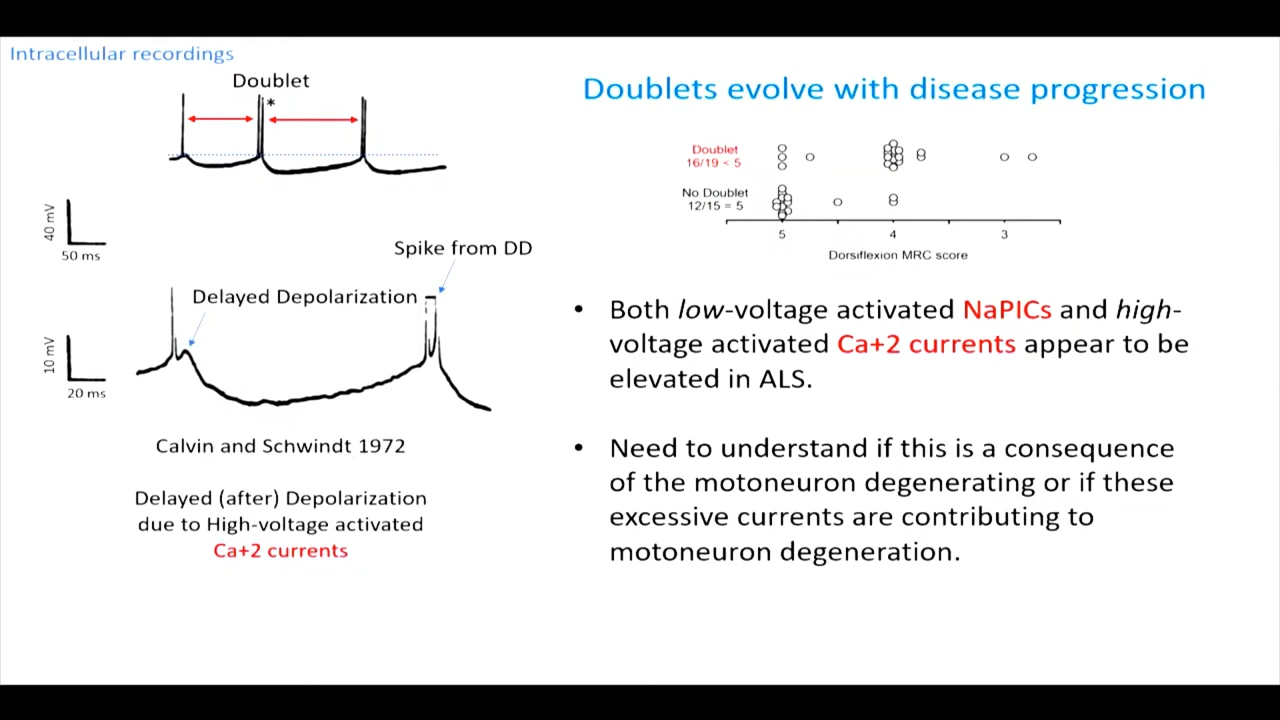 Intracellular recordings
Doublet
*
40 mV
50 ms
Spike from DD
Delayed Depolarization
10 mV
20 ms
Calvin and Schwindt 1972
Delayed (after) Depolarization
due to High-voltage activated
Ca+2 currents
Doublets evolve with disease progression
Doublet
16/19 < 5
No Doublet
12/15 = 5
5 4 3
Dorsiflexion MRC score
• Both low-voltage activated NaPICs and high-
voltage activated Ca+2 currents appear to be
elevated in ALS.
• Need to understand if this is a consequence
of the motoneuron degenerating or if these
excessive currents are contributing to
motoneuron degeneration.